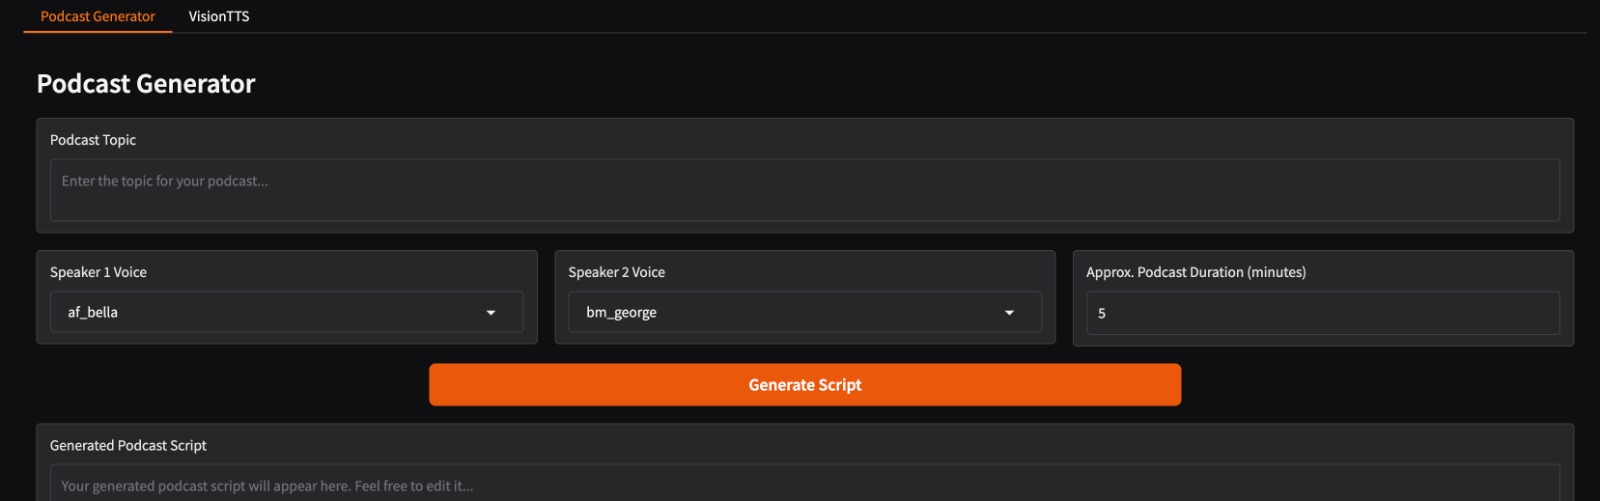 Podcast Generator VisionTTS
Podcast Generator
Podcast Topic
Enter the topic for your podcast...
Speaker 1 Voice
af_bella
Speaker 2 Voice
bm_george
Approx. Podcast Duration (minutes)
5
Generate Script
Generated Podcast Script
Your generated podcast script will appear here. Feel free to edit it...